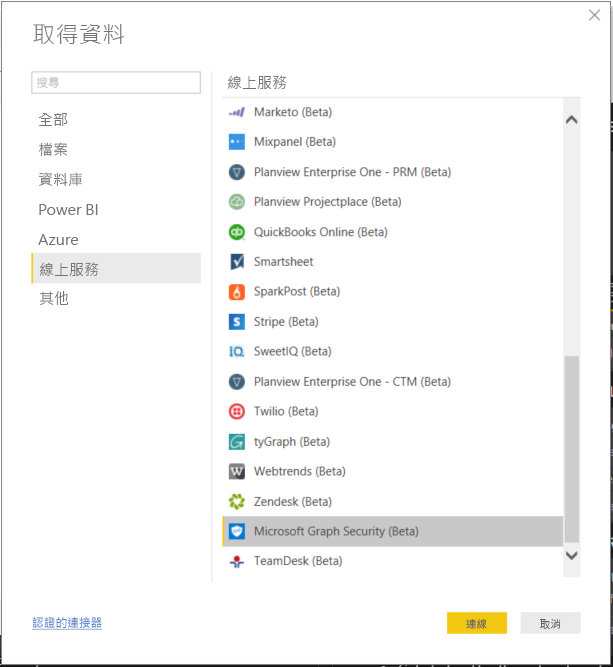 取得資料
搜尋
全部
檔案
資料庫
Power BI
Azure
線上服務
其他
線上服務
Marketo (Beta)
Mixpanel (Beta)
Planview Enterprise One - PRM (Beta)
Planview Projectplace (Beta)
QuickBooks Online (Beta)
Smartsheet
SparkPost (Beta)
Stripe (Beta)
SweetIQ (Beta)
Planview Enterprise One - CTM (Beta)
Twilio (Beta)
tyGraph (Beta)
Webtrends (Beta)
Zendesk (Beta)
Microsoft Graph Security (Beta)
TeamDesk (Beta)
認證的連接器
連線
取消